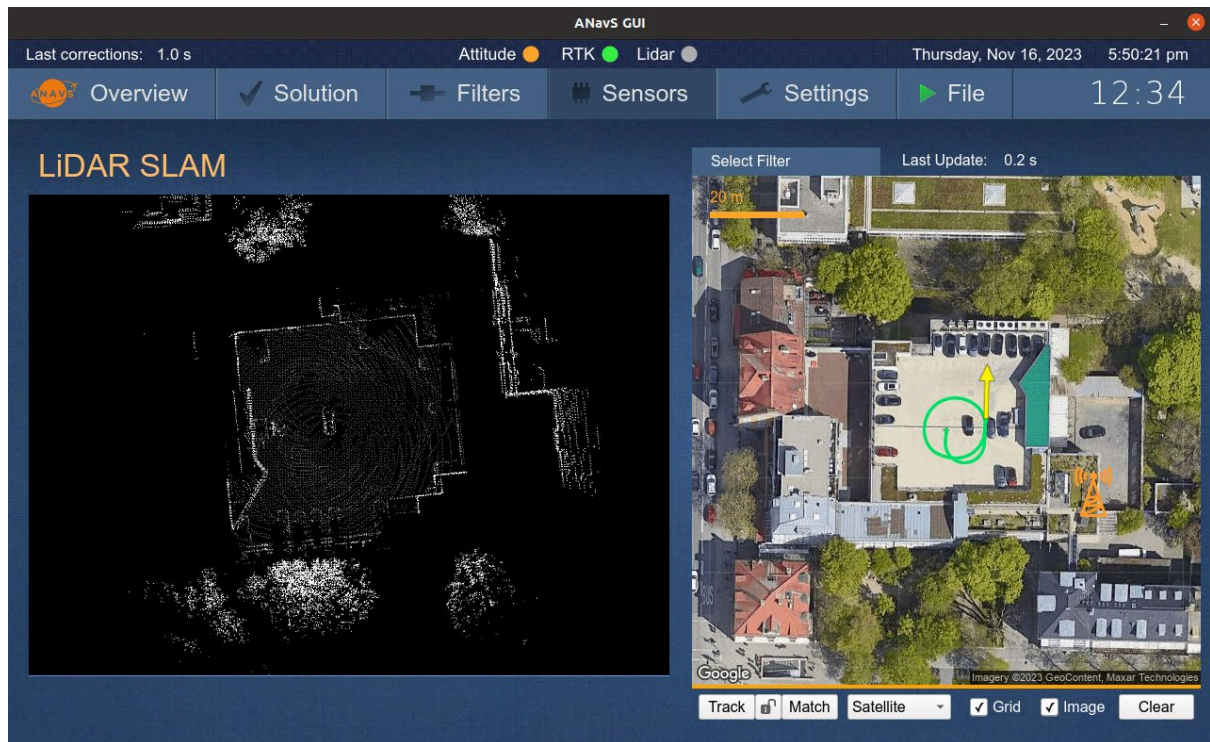 ANavS GUI
Last corrections: 1.0 s Attitude RTK Lidar Thursday, Nov 16, 2023 5:50:21 pm
ANAVS Overview Solution Filters Sensors Settings File 12:34
LiDAR SLAM
Select Filter Last Update: 0.2 s
20 m
BUS
Google
Imagery ©2023 GeoContent, Maxar Technologies
Track Match Satellite Grid Image Clear